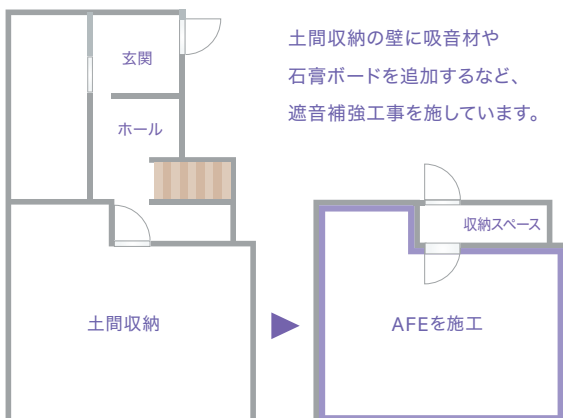 土間収納の壁に吸音材や
石膏ボードを追加するなど、
遮音補強工事を施しています。
玄関
ホール
土間収納
収納スペース
AFEを施工